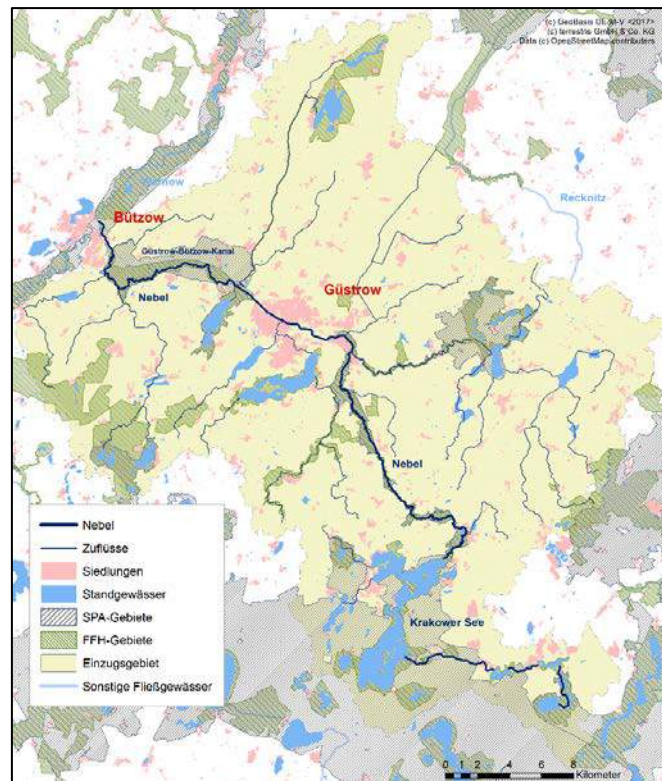 (c) GeoBasis DE/M-V <2017>
(c) terrestris GmbH & Co. KG
Data (c) OpenStreetMap contributors
Warnow
Recknitz
Bützow
Güstrow-Bützow-Kanal
Güstrow
Nebel
Nebel
Krakower See
Nebel
Zuflüsse
Siedlungen
Standgewässer
SPA-Gebiete
FFH-Gebiete
Einzugsgebiet
Sonstige Fließgewässer
0 1 2 4 6 8
Kilometer